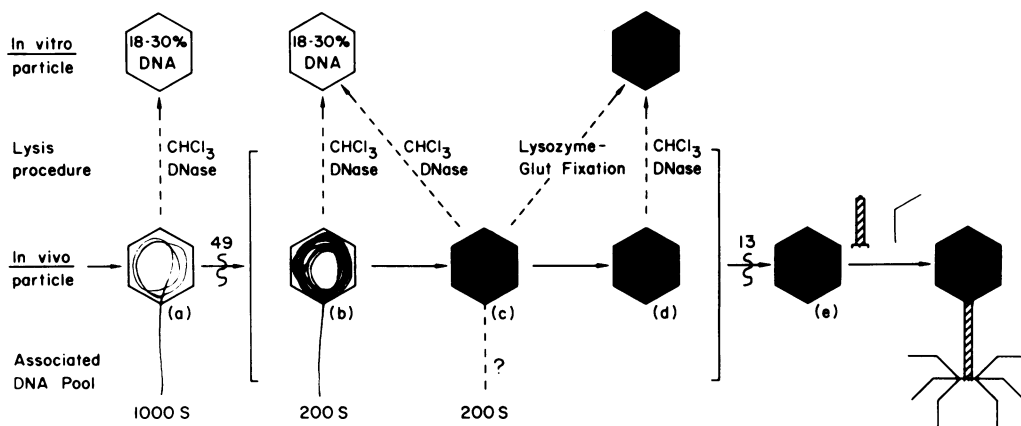 In vitro
particle
18-30%
DNA
18-30%
DNA
Lysis
procedure
CHCl3
DNase
CHCl3
DNase
CHCl3
DNase
Lysozyme-
Glut Fixation
CHCl3
DNase
In vivo
particle
49
13
(a)
(b)
(c)
(d)
(e)
Associated
DNA Pool
?
1000 S
200 S
200 S